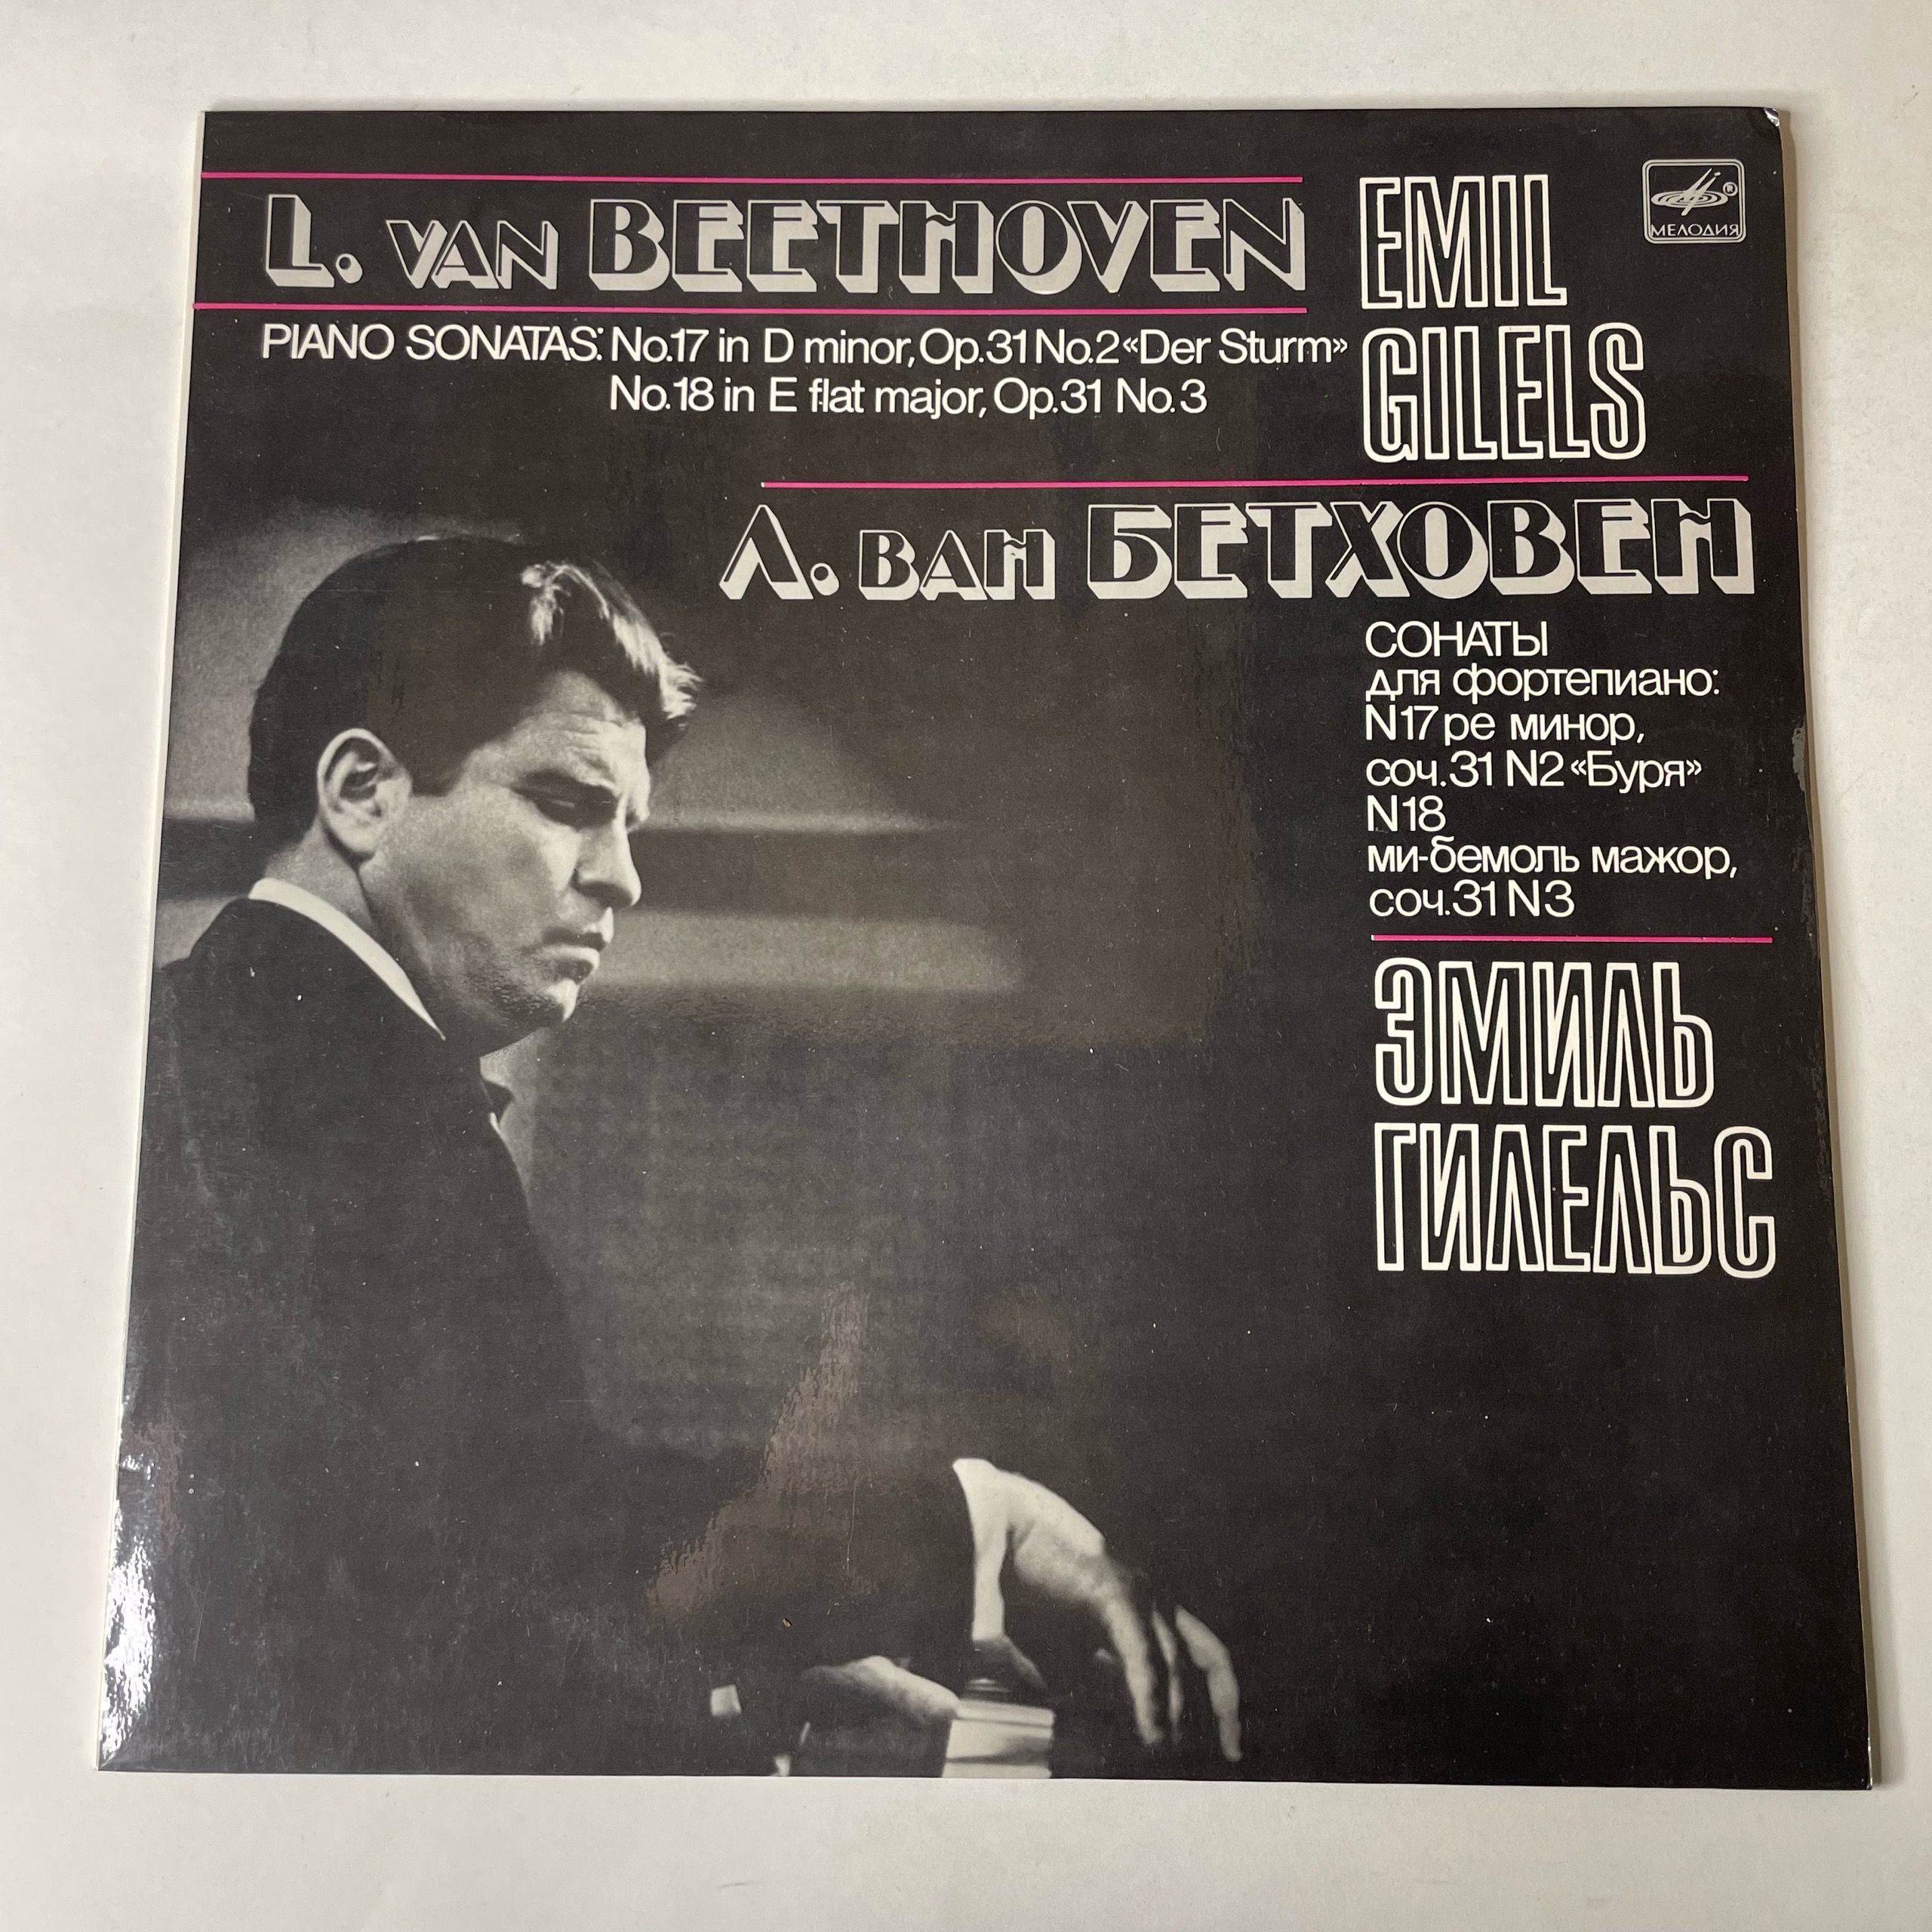 L. VAN BEETHOVEN
PIANO SONATAS: No.17 in D minor, Op.31 No.2 «Der Sturm»
No.18 in E flat major, Op.31 No.3
EMIL
GILELS
®
МЕЛОДИЯ
Л. ВАН БЕТХОВЕН
СОНАТЫ
для фортепиано:
N17 ре минор,
соч.31 N2 «Буря»
N18
ми-бемоль мажор,
соч.31 N3
ЭМИЛЬ
ГИЛЕЛЬС